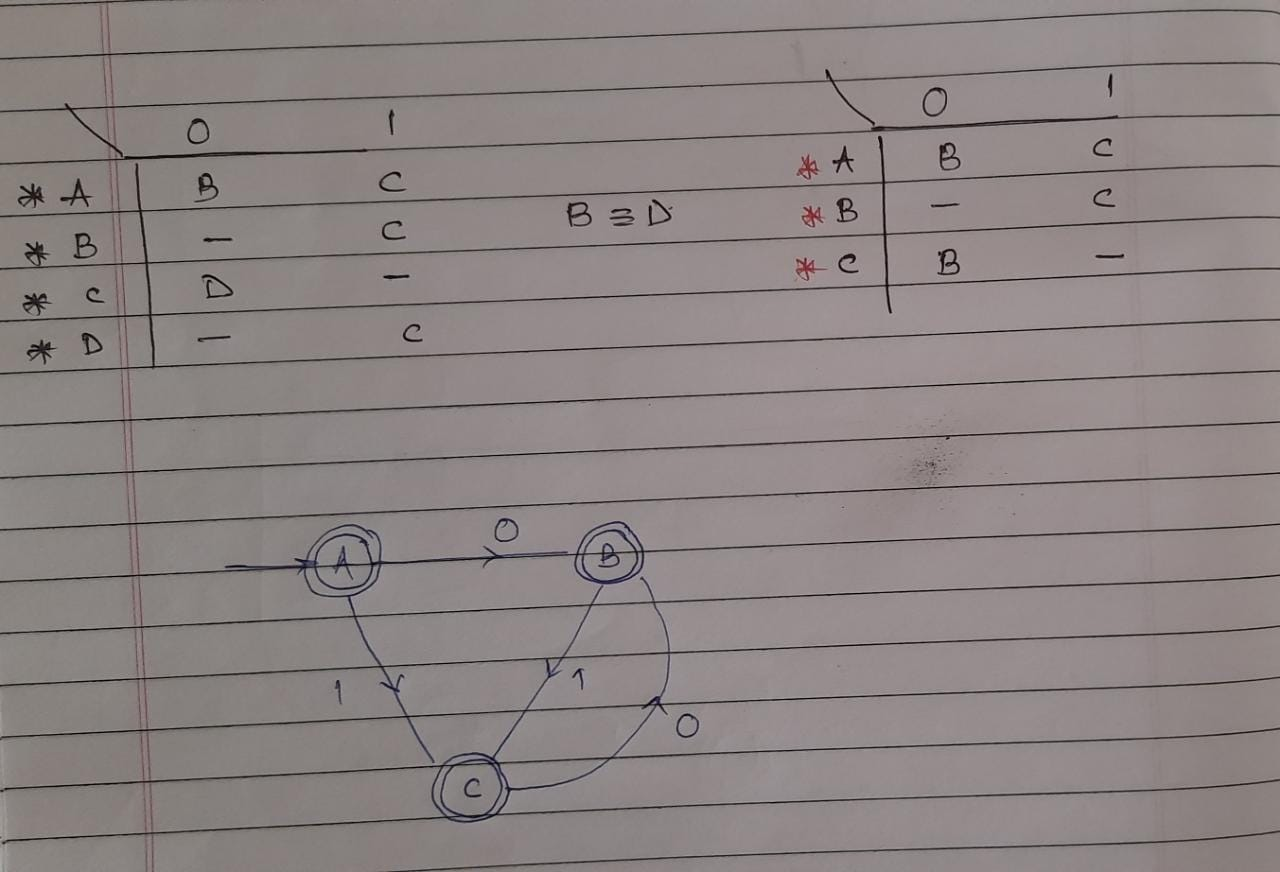 0 1
* A B C
* B - C
* C D -
* D - C
B ≡ D
0 1
* A B C
* B - C
* C B -
A 0 B
1 1 0
C